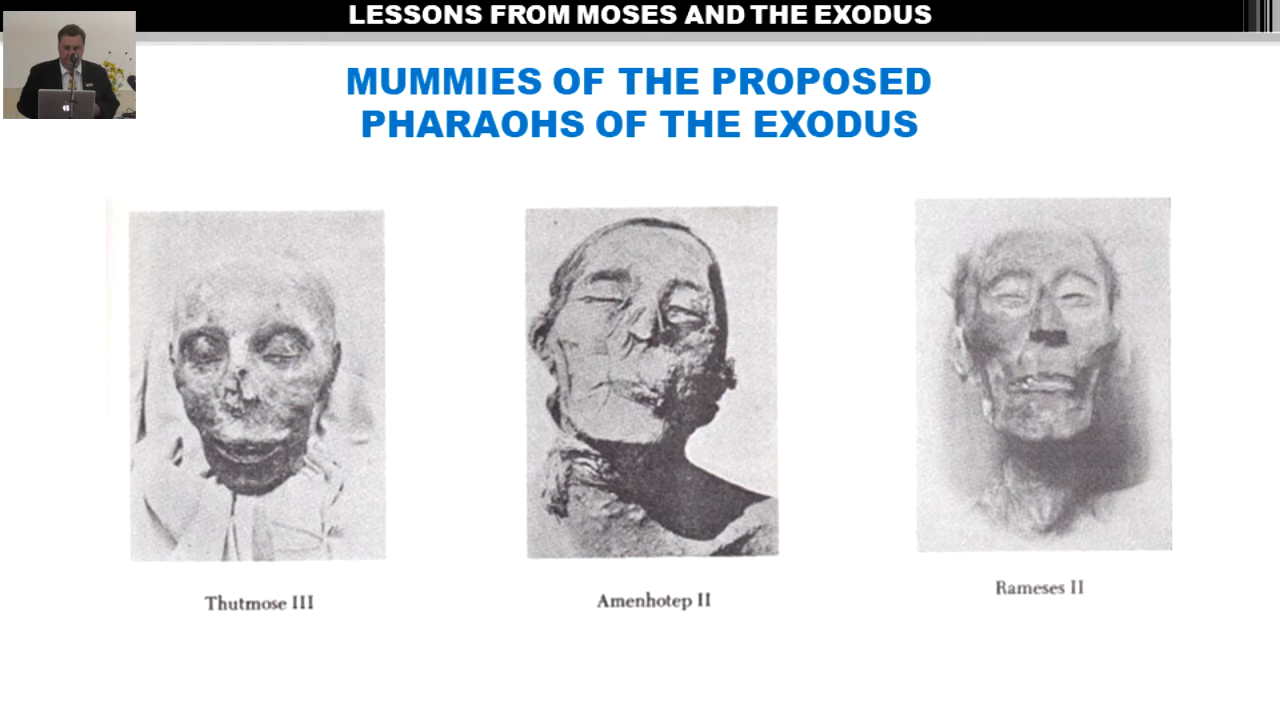 LESSONS FROM MOSES AND THE EXODUS
MUMMIES OF THE PROPOSED
PHARAOHS OF THE EXODUS
Thutmose III
Amenhotep II
Rameses II